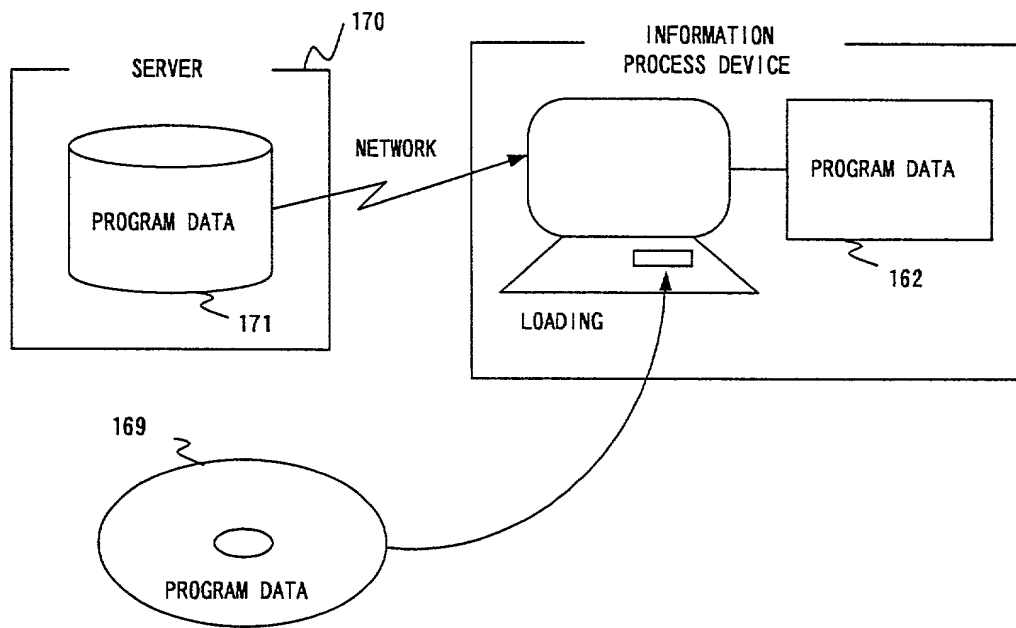 170
SERVER
PROGRAM DATA
171
NETWORK
INFORMATION
PROCESS DEVICE
PROGRAM DATA
162
LOADING
169
PROGRAM DATA